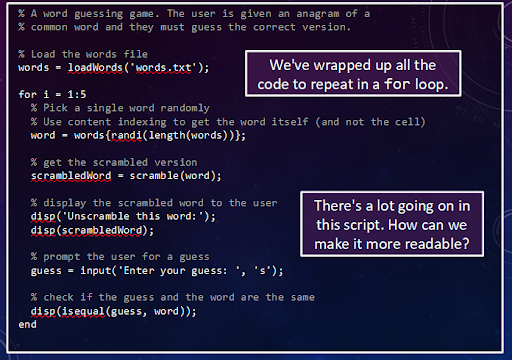 % A word guessing game. The user is given an anagram of a
% common word and they must guess the correct version.
% Load the words file
words = loadWords('words.txt');
We've wrapped up all the
code to repeat in a for loop.
for i = 1:5
% Pick a single word randomly
% Use content indexing to get the word itself (and not the cell)
word = words{randi(length(words))};
% get the scrambled version
scrambledWord = scramble(word);
% display the scrambled word to the user
disp('Unscramble this word:');
disp(scrambledWord);
There's a lot going on in
this script. How can we
make it more readable?
% prompt the user for a guess
guess = input('Enter your guess: ', 's');
% check if the guess and the word are the same
disp(isequal(guess, word));
end